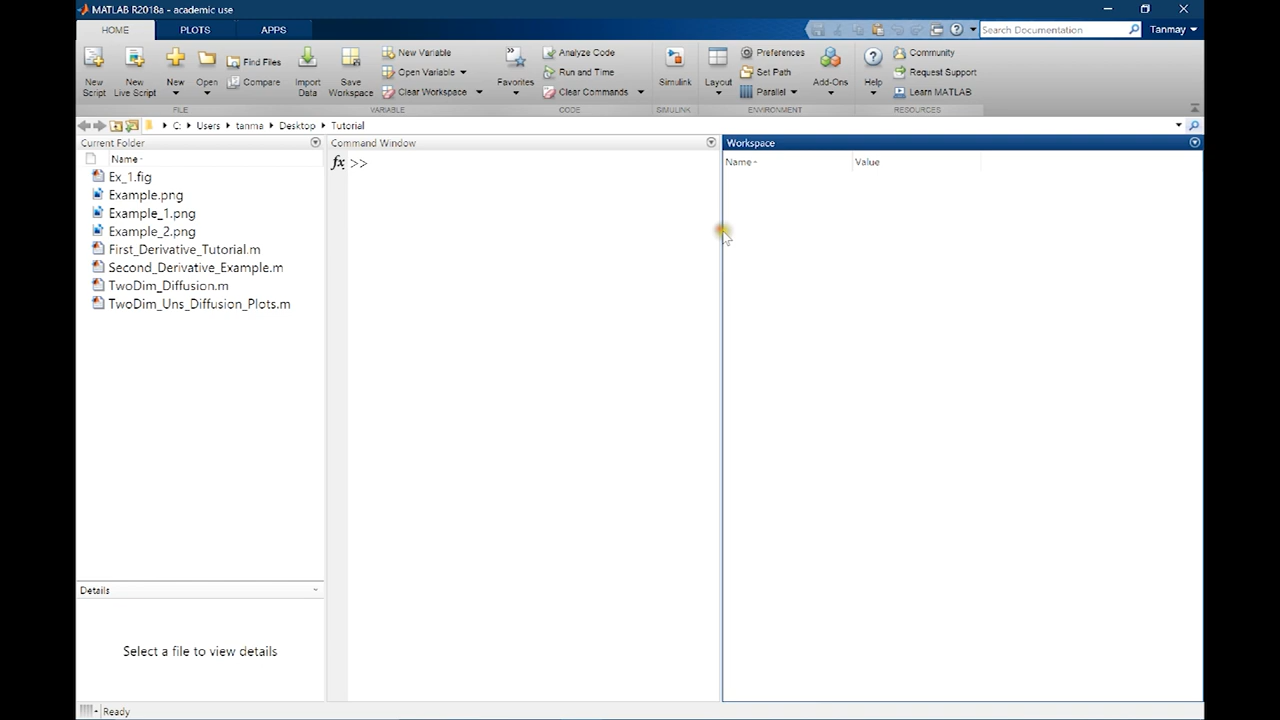 MATLAB R2018a - academic use
HOME PLOTS APPS
Search Documentation
Tanmay
New Script
New Live Script
New
Open
Find Files
Compare
Import Data
Save Workspace
New Variable
Open Variable
Clear Workspace
Favorites
Analyze Code
Run and Time
Clear Commands
Simulink
Layout
Preferences
Set Path
Parallel
Add-Ons
Help
Community
Request Support
Learn MATLAB
FILE VARIABLE CODE SIMULINK ENVIRONMENT RESOURCES
C: Users tanma Desktop Tutorial
Current Folder
Name
Ex_1.fig
Example.png
Example_1.png
Example_2.png
First_Derivative_Tutorial.m
Second_Derivative_Example.m
TwoDim_Diffusion.m
TwoDim_Uns_Diffusion_Plots.m
Details
Select a file to view details
Command Window
fx >>
Workspace
Name Value
Ready